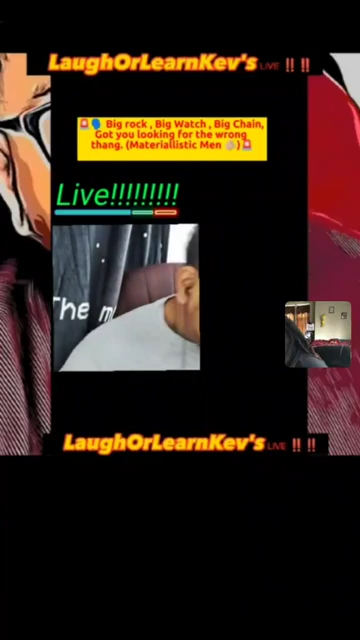 LaughOrLearnKev's LIVE ‼️‼️
🚨🗣️ Big rock , Big Watch , Big Chain,
Got you looking for the wrong
thang. (Materiallistic Men 🪨)🚨
Live!!!!!!!!!
The m
LaughOrLearnKev's LIVE ‼️‼️